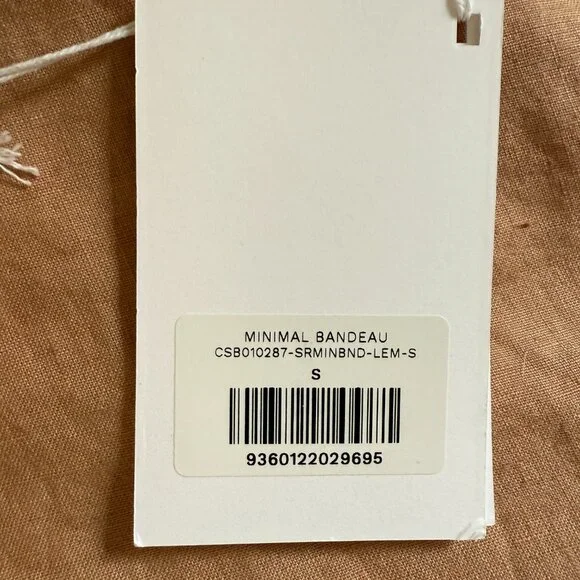 MINIMAL BANDEAU
CSB010287-SRMINBND-LEM-S
S
9360122029695